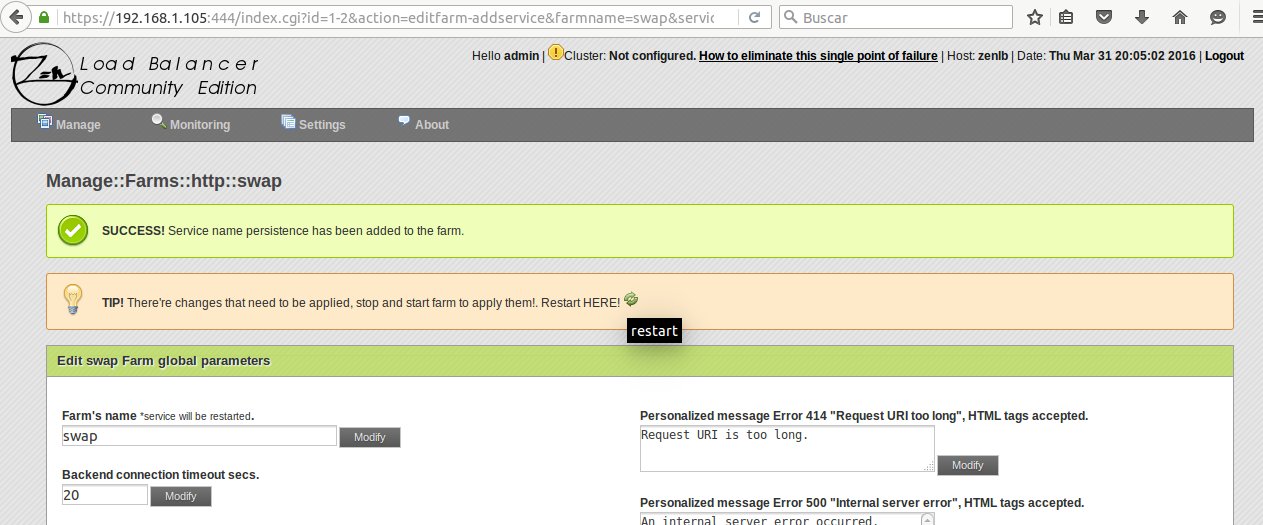 https://192.168.1.105:444/index.cgi?id=1-2&action=editfarm-addservice&farmname=swap&servic
Buscar
Zen Load Balancer
Community Edition
Hello admin | Cluster: Not configured. How to eliminate this single point of failure | Host: zenlb | Date: Thu Mar 31 20:05:02 2016 | Logout
Manage Monitoring Settings About
Manage::Farms::http::swap
SUCCESS! Service name persistence has been added to the farm.
TIP! There're changes that need to be applied, stop and start farm to apply them!. Restart HERE!
restart
Edit swap Farm global parameters
Farm's name *service will be restarted.
swap
Modify
Backend connection timeout secs.
20
Modify
Personalized message Error 414 "Request URI too long", HTML tags accepted.
Request URI is too long.
Modify
Personalized message Error 500 "Internal server error", HTML tags accepted.
An internal server error occurred.